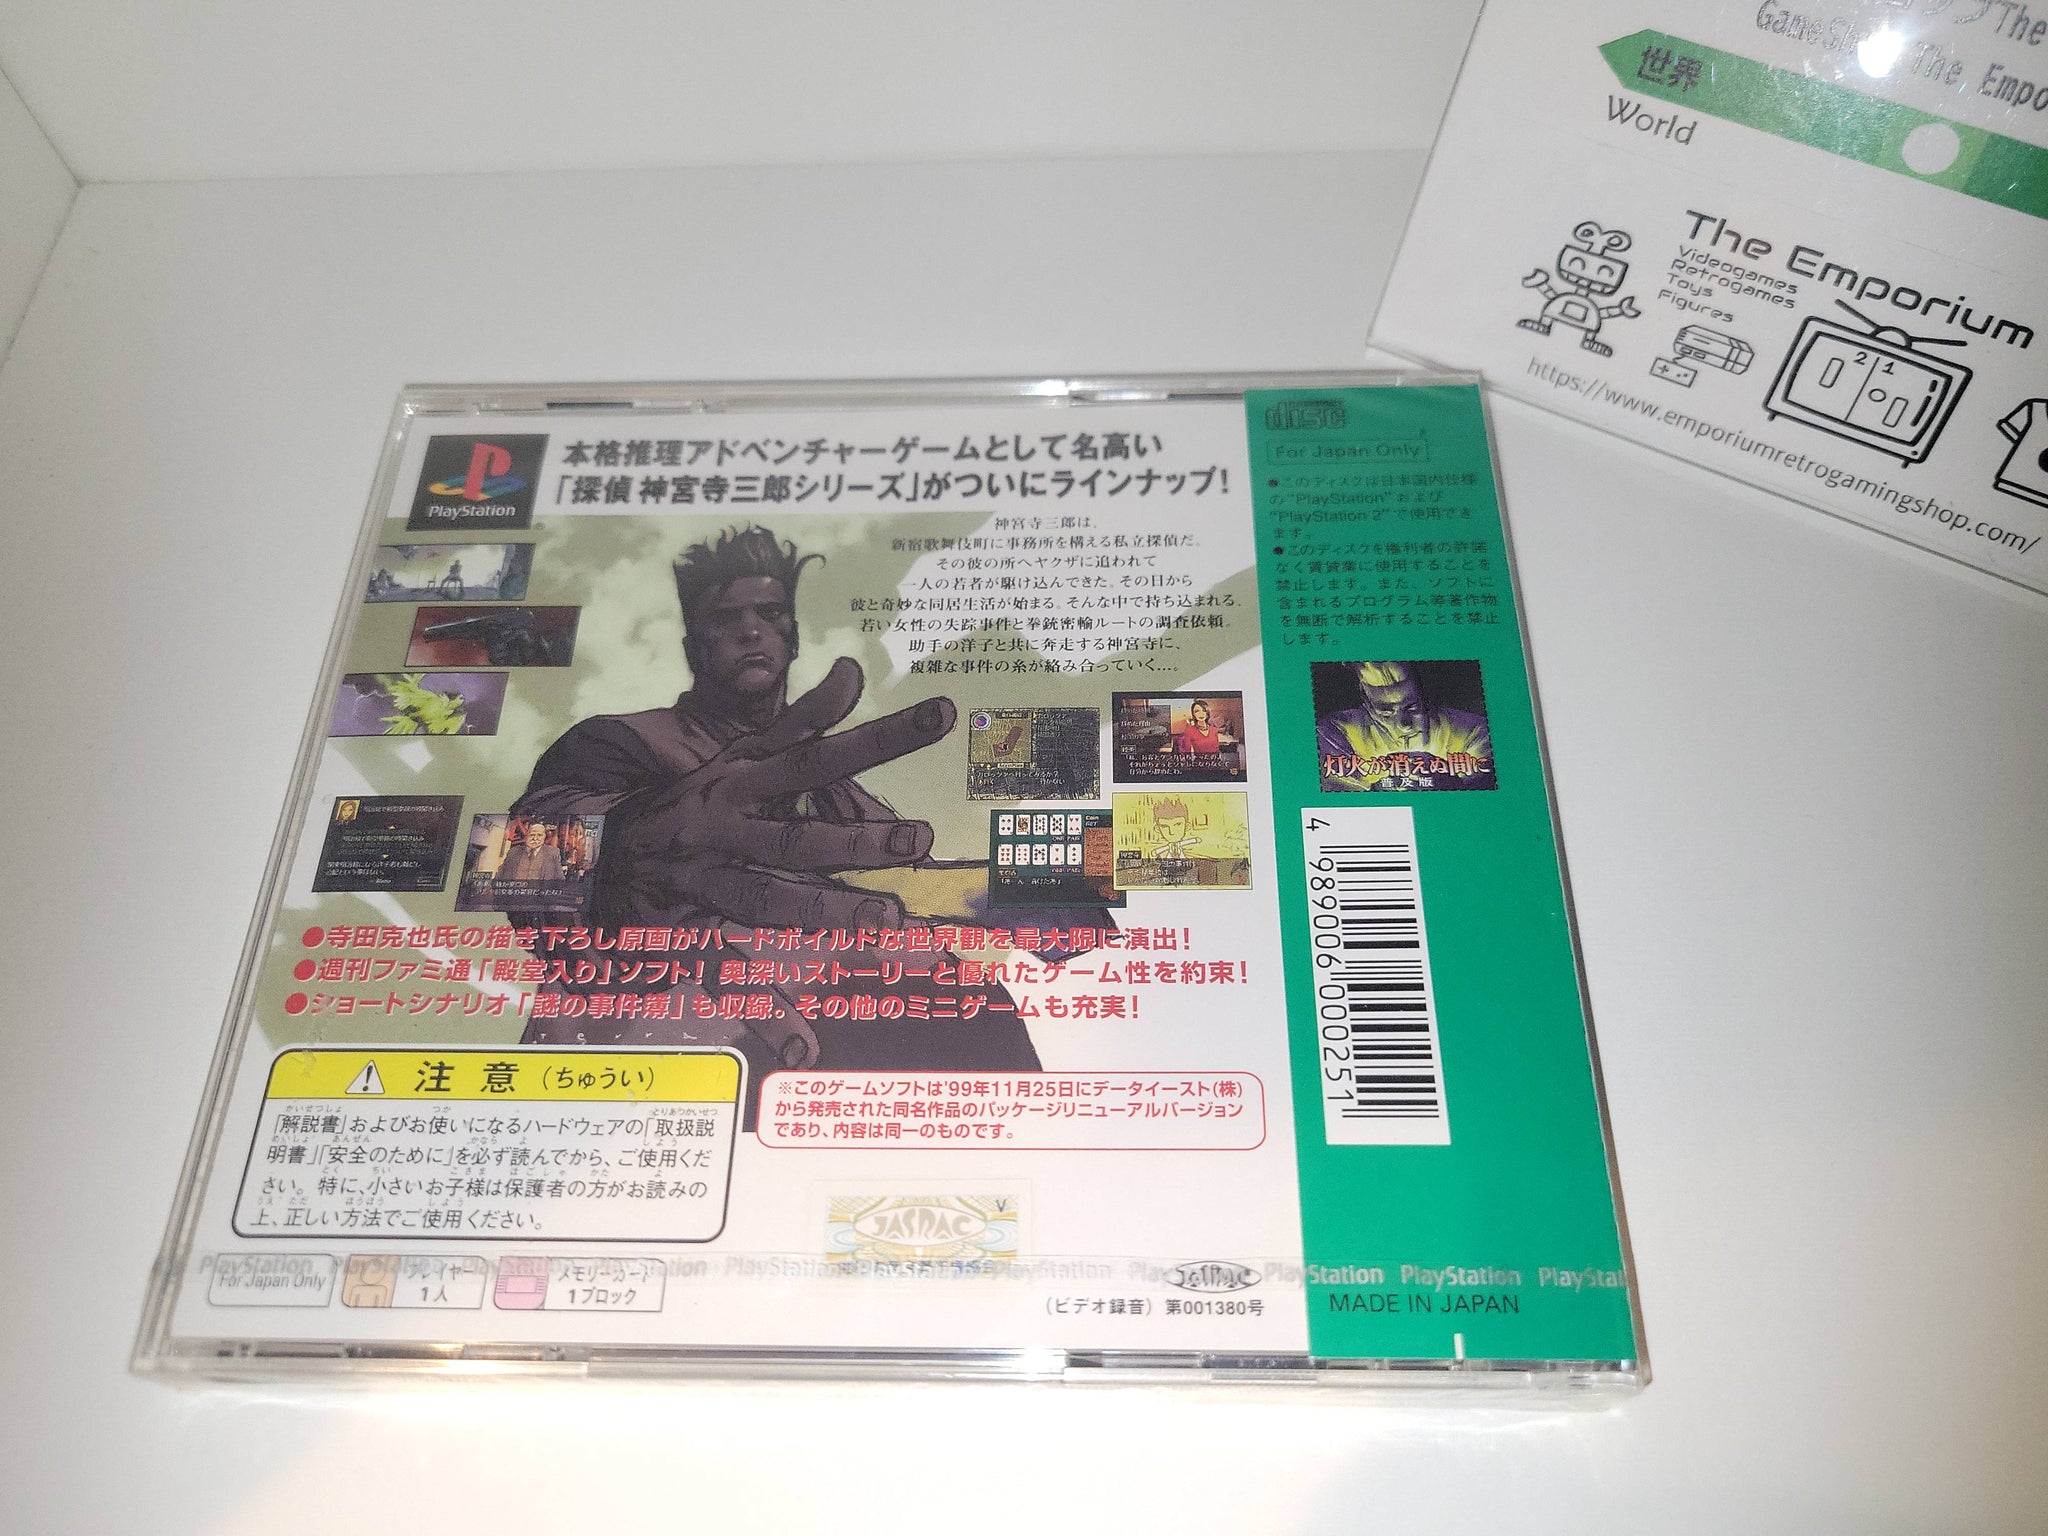 The
GameSh
The Empo
世界
World
The Emporium
Videogames
Retrogames
Toys
Figures
2 1
https://www.emporiumretrogamingshop.com/
PlayStation
本格推理アドベンチャーゲームとして名高い
「探偵 神宮寺三郎シリーズ」がついにラインナップ!
神宮寺三郎は、
新宿歌舞伎町に事務所を構える私立探偵だ。
その彼の所へヤクザに追われて
一人の若者が駆け込んできた。その日から
彼と奇妙な同居生活が始まる。そんな中で持ち込まれる、
若い女性の失踪事件と拳銃密輸ルートの調査依頼。
助手の洋子と共に奔走する神宮寺に、
複雑な事件の糸が絡み合っていく…。
●寺田克也氏の描き下ろし原画がハードボイルドな世界観を最大限に演出!
●週刊ファミ通「殿堂入り」ソフト! 奥深いストーリーと優れたゲーム性を約束!
●ショートシナリオ「謎の事件簿」も収録。その他のミニゲームも充実!
注意(ちゅうい)
「解説書」およびお使いになるハードウェアの「取扱説
明書」「安全のために」を必ず読んでから、ご使用くだ
さい。特に、小さいお子様は保護者の方がお読みの
上、正しい方法でご使用ください。
※このゲームソフトは'99年11月25日にデータイースト(株)
から発売された同名作品のパッケージリニューアルバージョン
であり、内容は同一のものです。
For Japan Only
プレイヤー
1人
メモリーカード
1ブロック
JASRAC
V
JASRAC
(ビデオ録音) 第001380号
PlayStation PlayStation PlayStation PlayStation PlayStation PlayStation PlayStation Play PlayStation PlayStation PlayStat
disc
For Japan Only
●このディスクは日本国内仕様
の"PlayStation"および
"PlayStation 2"で使用でき
ます。
●このディスクを権利者の許諾
なく賃貸業に使用することを
禁止します。また、ソフトに
含まれるプログラム等著作物
を無断で解析することを禁止
します。
灯火が消えぬ間に
普及版
4 989006 000251
MADE IN JAPAN